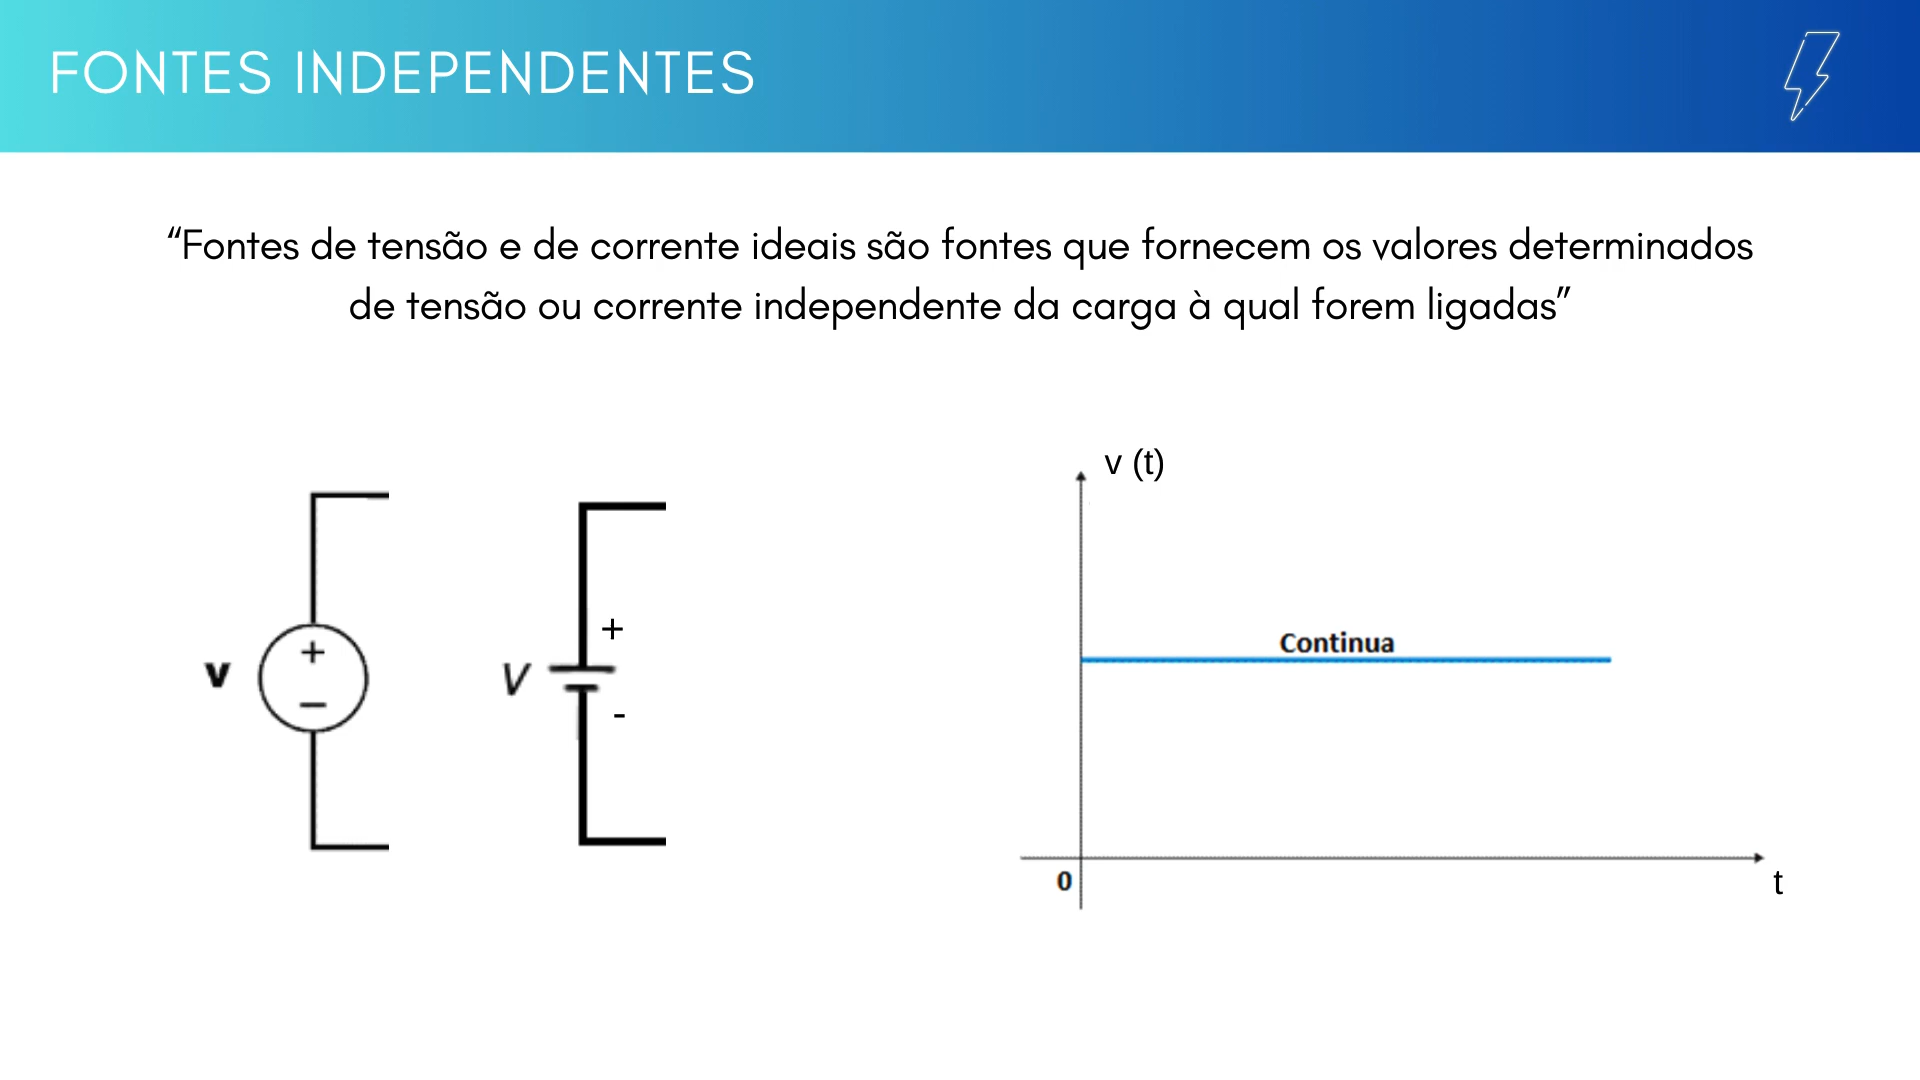 FONTES INDEPENDENTES
“Fontes de tensão e de corrente ideais são fontes que fornecem os valores determinados
de tensão ou corrente independente da carga à qual forem ligadas”
v (t)
+
+
Continua
v
V
−
-
0
t